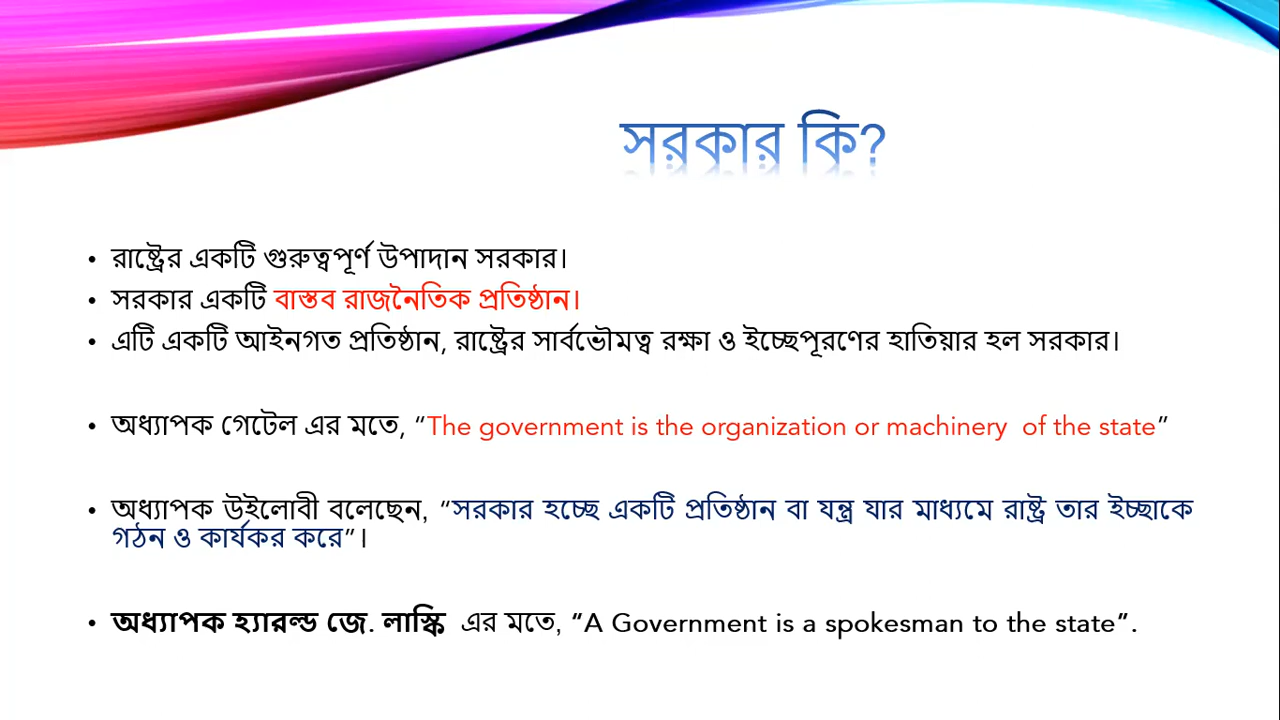 সরকার কি?
• রাষ্ট্রের একটি গুরুত্বপূর্ণ উপাদান সরকার।
• সরকার একটি বাস্তব রাজনৈতিক প্রতিষ্ঠান।
• এটি একটি আইনগত প্রতিষ্ঠান, রাষ্ট্রের সার্বভৌমত্ব রক্ষা ও ইচ্ছেপূরণের হাতিয়ার হল সরকার।
• অধ্যাপক গেটেল এর মতে, “The government is the organization or machinery of the state”
• অধ্যাপক উইলোবী বলেছেন, “সরকার হচ্ছে একটি প্রতিষ্ঠান বা যন্ত্র যার মাধ্যমে রাষ্ট্র তার ইচ্ছাকে
গঠন ও কার্যকর করে”।
• অধ্যাপক হ্যারল্ড জে. লাস্কি এর মতে, “A Government is a spokesman to the state”.